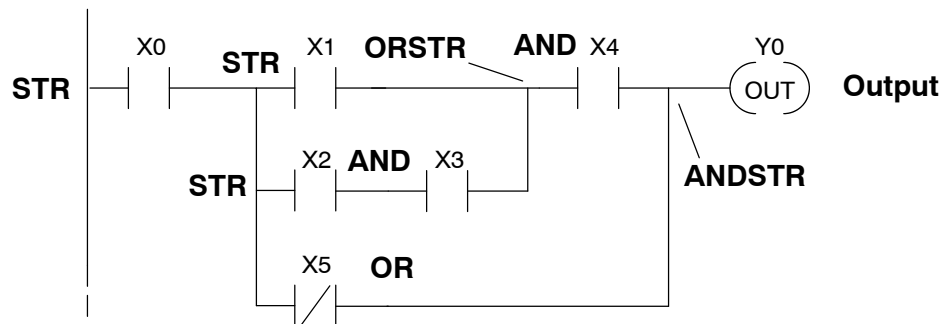 X0 X1 ORSTR AND X4 Y0
STR STR OUT Output
X2 AND X3
STR ANDSTR
X5 OR